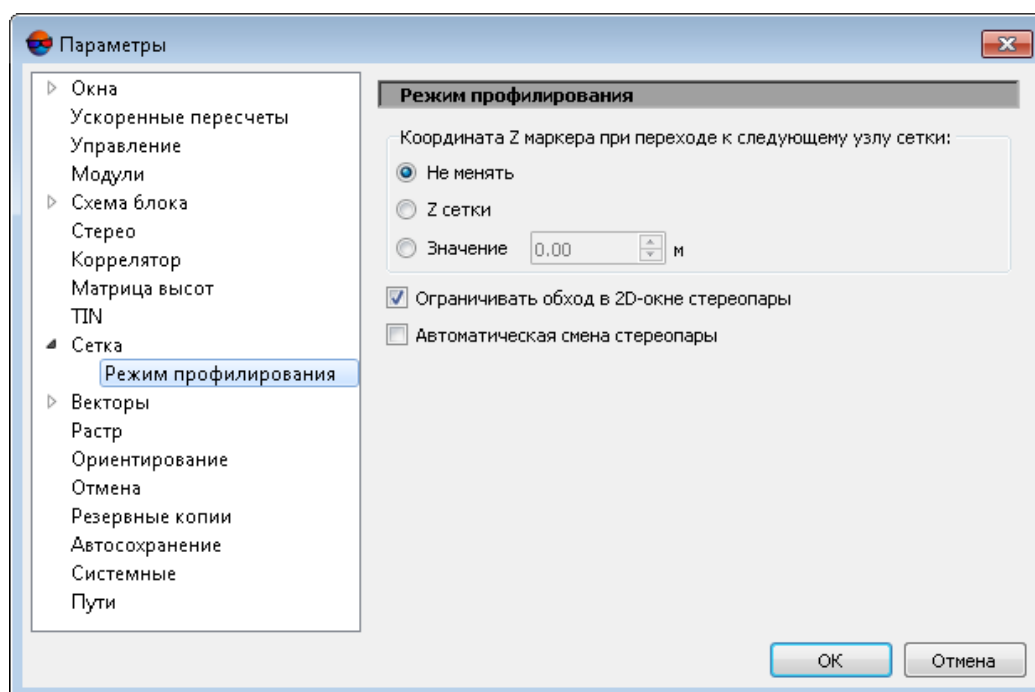 Параметры
Окна
Ускоренные пересчеты
Управление
Модули
Схема блока
Стерео
Коррелятор
Матрица высот
TIN
Сетка
Режим профилирования
Векторы
Растр
Ориентирование
Отмена
Резервные копии
Автосохранение
Системные
Пути
Режим профилирования
Координата Z маркера при переходе к следующему узлу сетки:
Не менять
Z сетки
Значение 0.00 м
Ограничивать обход в 2D-окне стереопары
Автоматическая смена стереопары
ОК Отмена